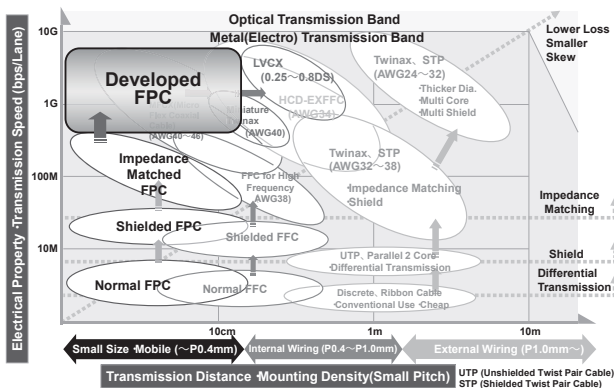 Optical Transmission Band
Metal(Electro) Transmission Band
Electrical Property ・Transmission Speed (bps/Lane)
10G
1G
100M
10M
Lower Loss
Smaller
Skew
Developed
FPC
LVCX
(0.25～0.8DS)
HCD-EXFFC
(AWG34)
(AWG40)
(AWG40～46)
Twinax、STP
(AWG24～32)
・Thicker Dia.
・Multi Core
・Multi Shield
Impedance
Matched
FPC
FFC for High
Frequency
(AWG38)
Twinax、STP
(AWG32～38)
・Impedance Matching
・Shield
Impedance
Matching
Shielded FPC
Shielded FFC
UTP、Parallel 2 Core
・Differential Transmission
Shield
Differential
Transmission
Normal FPC
Normal FFC
Discrete、Ribbon Cable
・Conventional Use ・Cheap
10cm
1m
10m
Small Size ・Mobile (～P0.4mm)
Internal Wiring (P0.4～P1.0mm)
External Wiring (P1.0mm～)
Transmission Distance ・Mounting Density(Small Pitch)
UTP (Unshielded Twist Pair Cable)
STP (Shielded Twist Pair Cable)